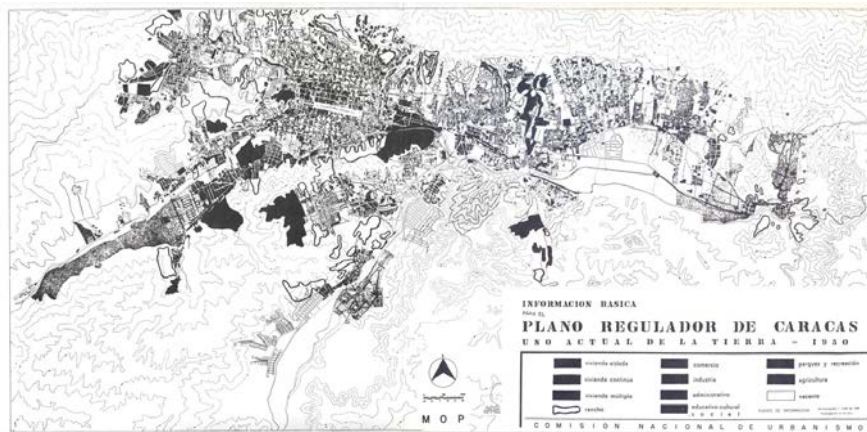 INFORMACION BASICA
PARA EL
PLANO REGULADOR DE CARACAS
USO ACTUAL DE LA TIERRA - 1950
vivienda aislada
vivienda continua
vivienda múltiple
rancho
comercio
industria
administrativo
educativo-cultural
social
parques y recreación
agricultura
vacante
MOP
COMISION NACIONAL DE URBANISMO